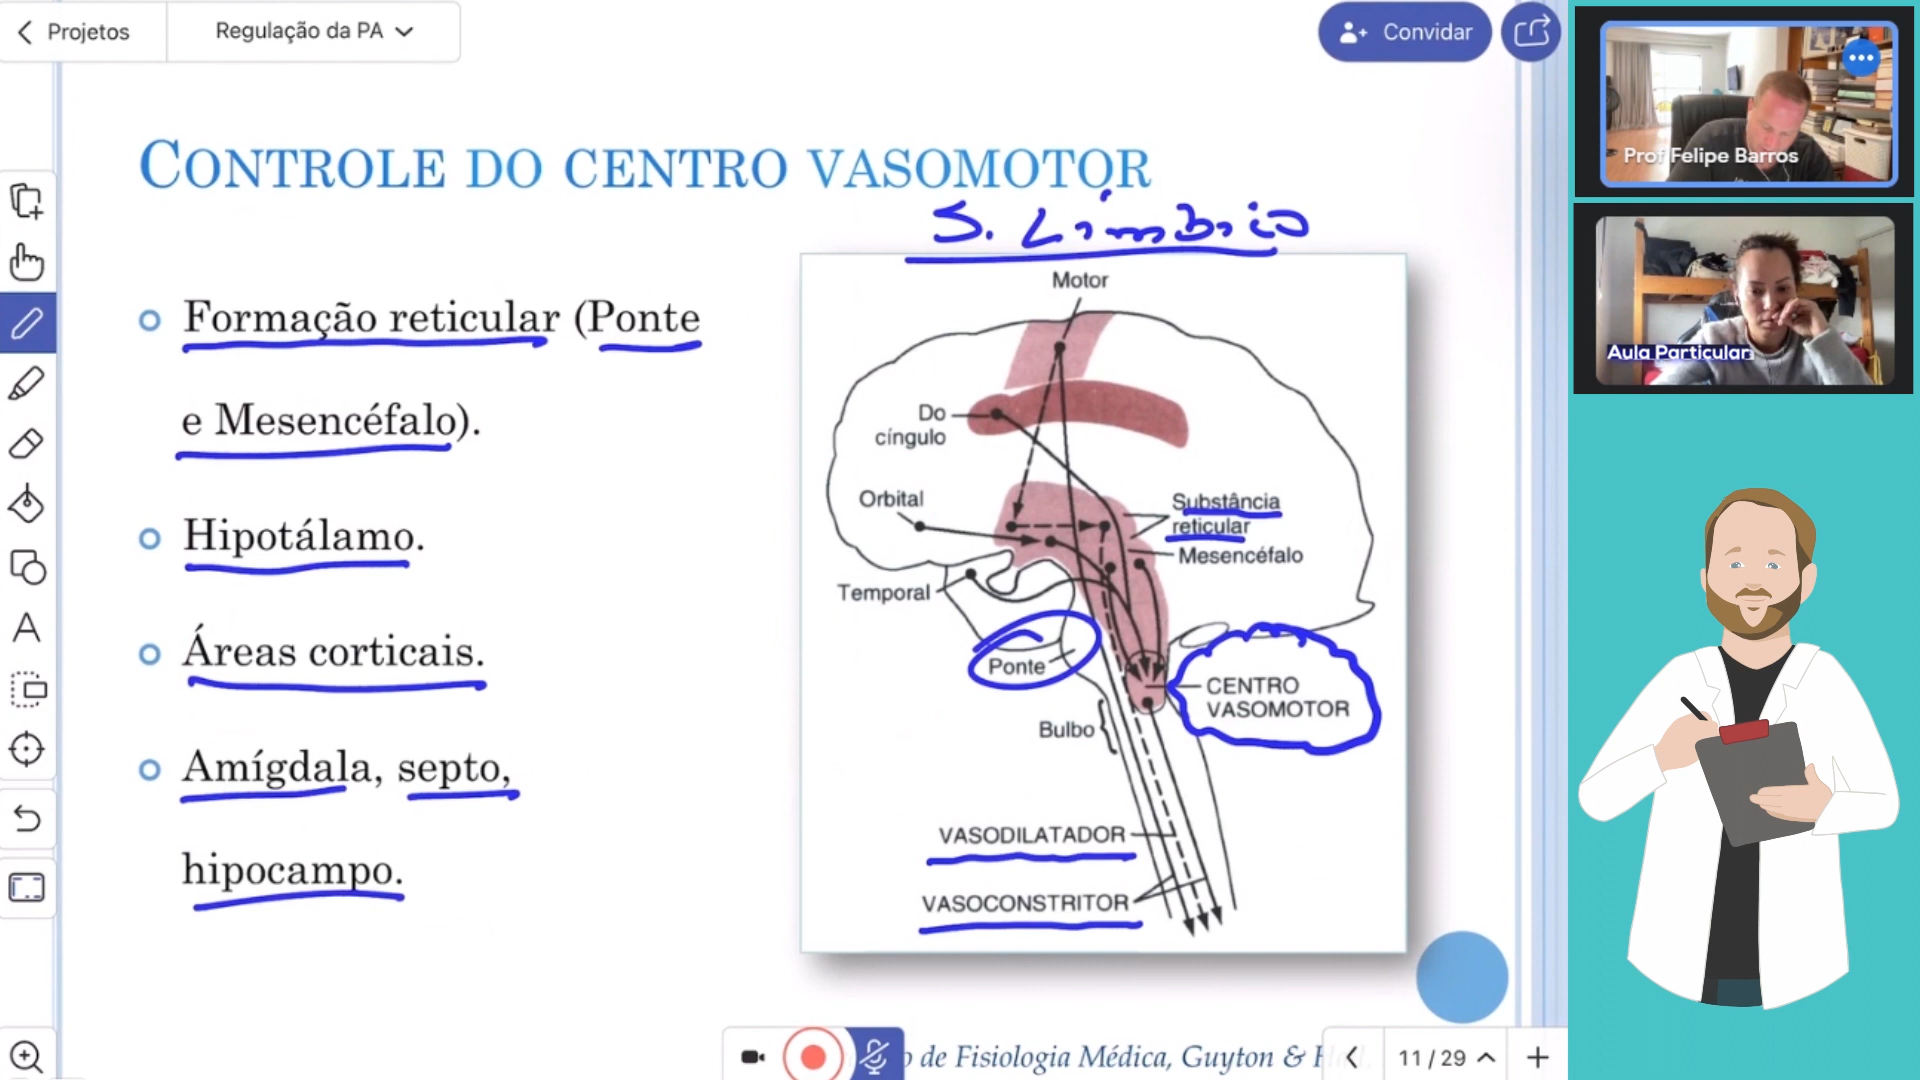 Projetos
Regulação da PA
Convidar
Prof Felipe Barros
Aula Particular
CONTROLE DO CENTRO VASOMOTOR
S. Límbico
Formação reticular (Ponte
e Mesencéfalo).
Hipotálamo.
Áreas corticais.
Amígdala, septo,
hipocampo.
Motor
Do
cíngulo
Orbital
Substância
reticular
Mesencéfalo
Temporal
Ponte
CENTRO
VASOMOTOR
Bulbo
VASODILATADOR
VASOCONSTRITOR
de Fisiologia Médica, Guyton &
11 / 29